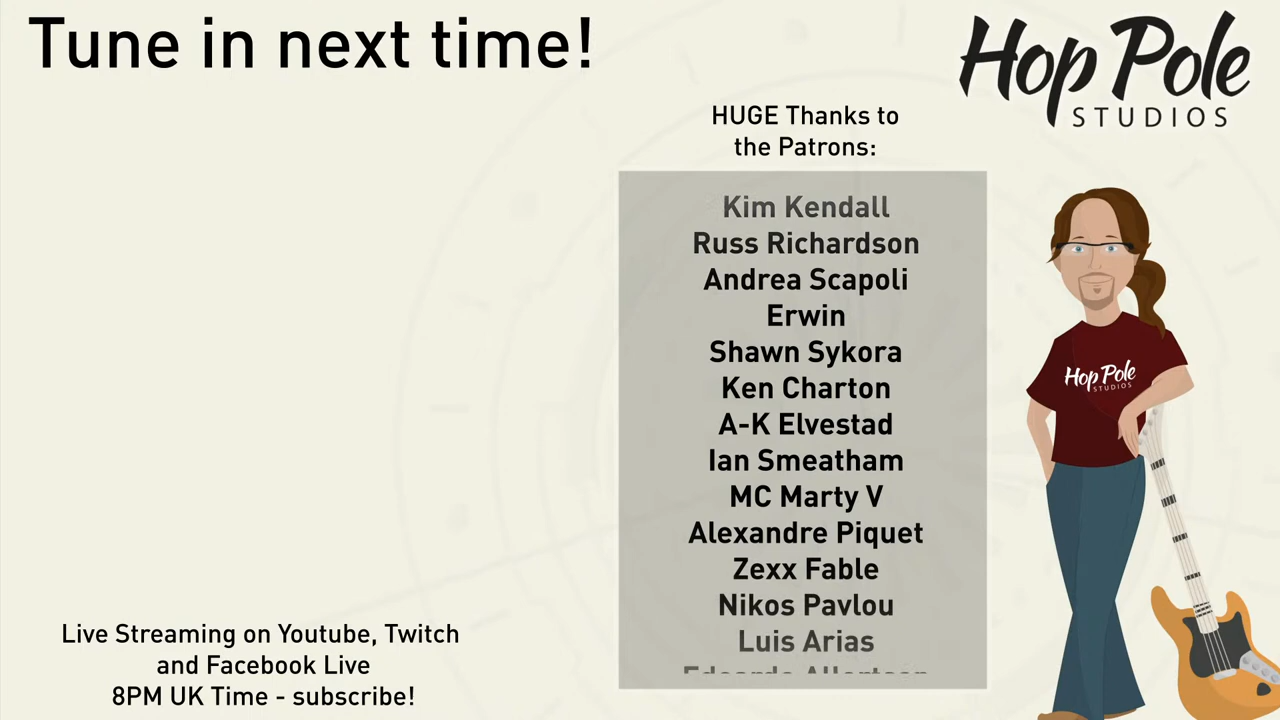 Tune in next time!
Hop Pole
STUDIOS
HUGE Thanks to
the Patrons:
Kim Kendall
Russ Richardson
Andrea Scapoli
Erwin
Shawn Sykora
Ken Charton
A-K Elvestad
Ian Smeatham
MC Marty V
Alexandre Piquet
Zexx Fable
Nikos Pavlou
Luis Arias
Hop Pole
STUDIOS
Live Streaming on Youtube, Twitch
and Facebook Live
8PM UK Time - subscribe!